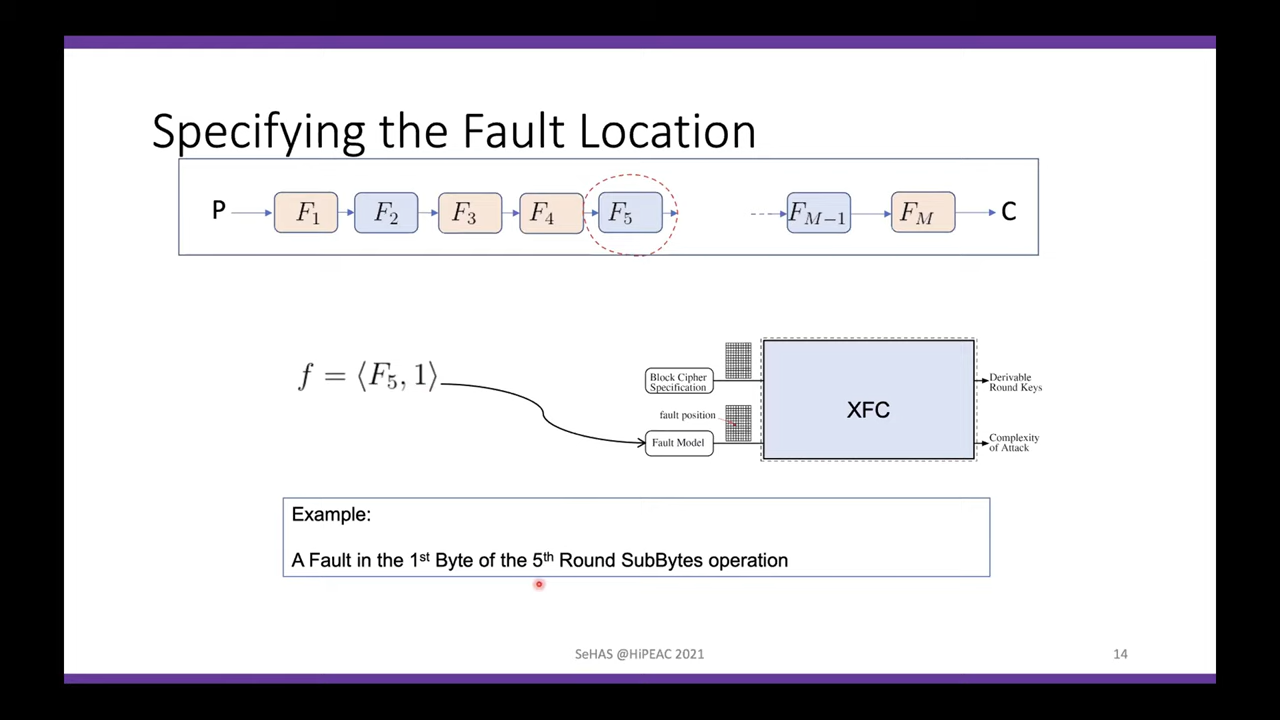 Specifying the Fault Location
P F₁ F₂ F₃ F₄ F₅ F_{M−1} F_M C
f = ⟨F₅, 1⟩
Block Cipher
Specification
fault position
Fault Model
XFC
Derivable
Round Keys
Complexity
of Attack
Example:
A Fault in the 1st Byte of the 5th Round SubBytes operation
SeHAS @HiPEAC 2021
14